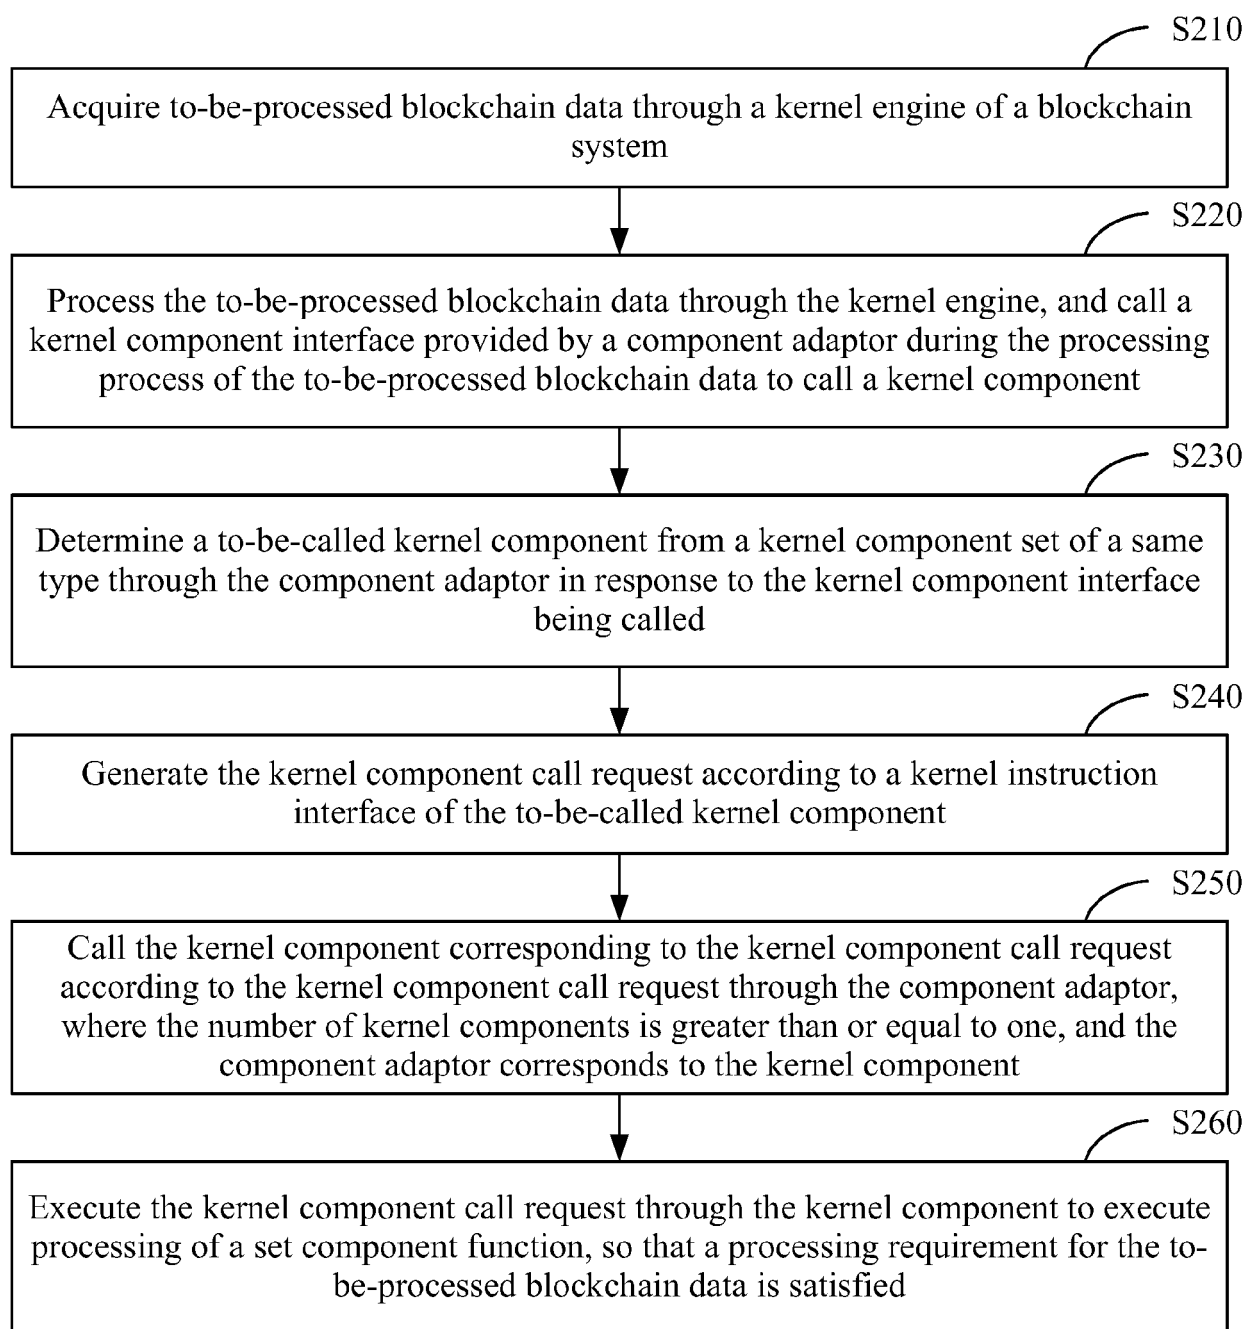 S210
Acquire to-be-processed blockchain data through a kernel engine of a blockchain
system
S220
Process the to-be-processed blockchain data through the kernel engine, and call a
kernel component interface provided by a component adaptor during the processing
process of the to-be-processed blockchain data to call a kernel component
S230
Determine a to-be-called kernel component from a kernel component set of a same
type through the component adaptor in response to the kernel component interface
being called
S240
Generate the kernel component call request according to a kernel instruction
interface of the to-be-called kernel component
S250
Call the kernel component corresponding to the kernel component call request
according to the kernel component call request through the component adaptor,
where the number of kernel components is greater than or equal to one, and the
component adaptor corresponds to the kernel component
S260
Execute the kernel component call request through the kernel component to execute
processing of a set component function, so that a processing requirement for the to-
be-processed blockchain data is satisfied